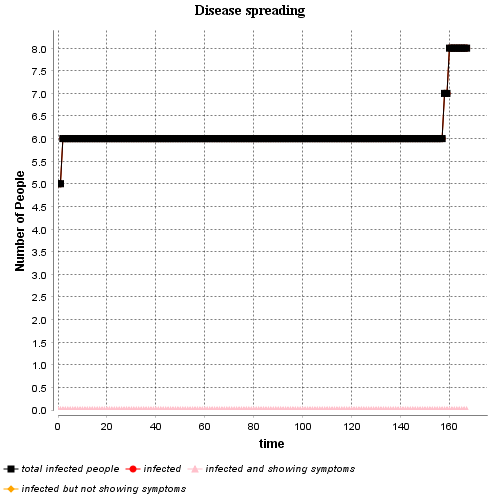 Disease spreading
8.0
7.5
7.0
6.5
6.0
5.5
5.0
4.5
4.0
3.5
3.0
2.5
2.0
1.5
1.0
0.5
0.0
Number of People
0 20 40 60 80 100 120 140 160
time
total infected people infected infected and showing symptoms
infected but not showing symptoms